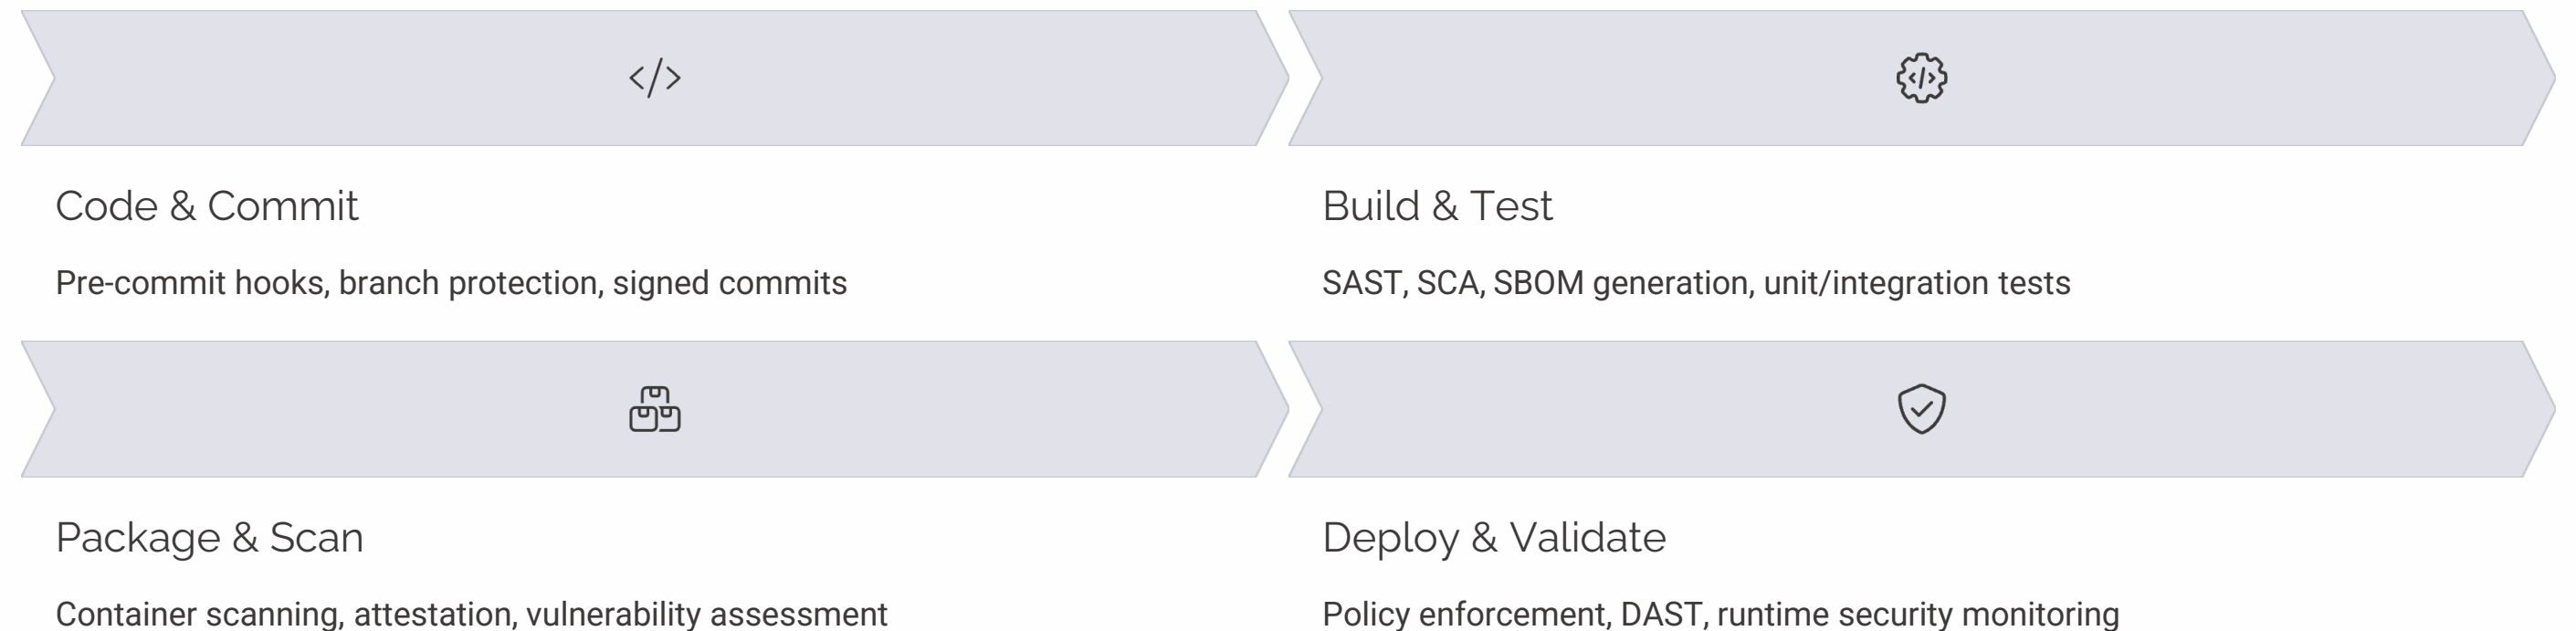 Code & Commit
Pre-commit hooks, branch protection, signed commits
Build & Test
SAST, SCA, SBOM generation, unit/integration tests
Package & Scan
Container scanning, attestation, vulnerability assessment
Deploy & Validate
Policy enforcement, DAST, runtime security monitoring